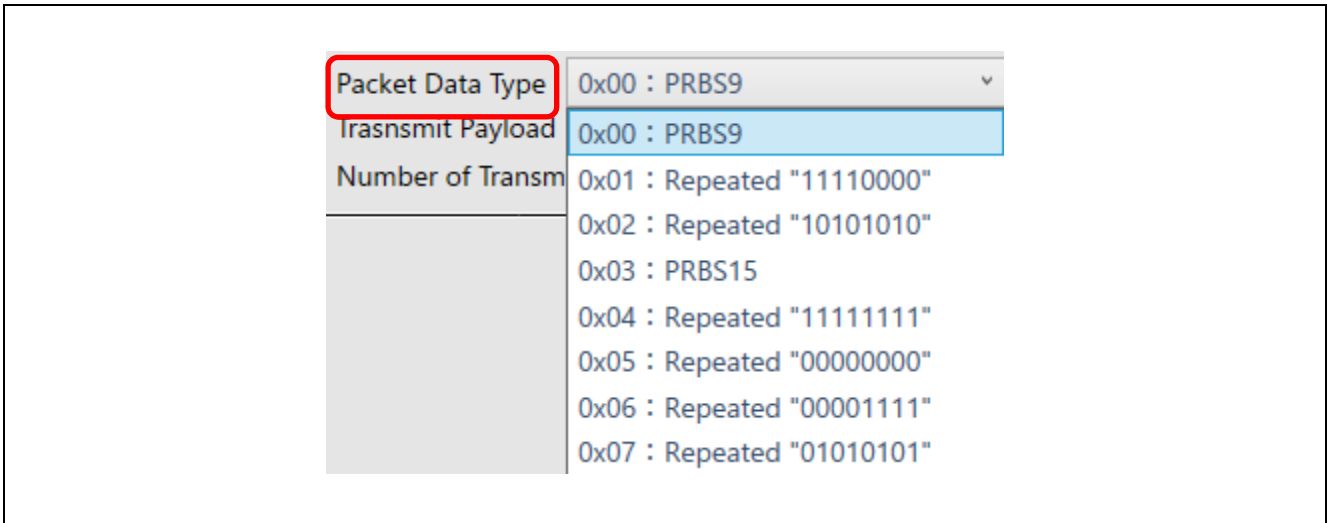 Packet Data Type 0x00：PRBS9
Trasnsmit Payload 0x00：PRBS9
Number of Transm 0x01：Repeated "11110000"
0x02：Repeated "10101010"
0x03：PRBS15
0x04：Repeated "11111111"
0x05：Repeated "00000000"
0x06：Repeated "00001111"
0x07：Repeated "01010101"